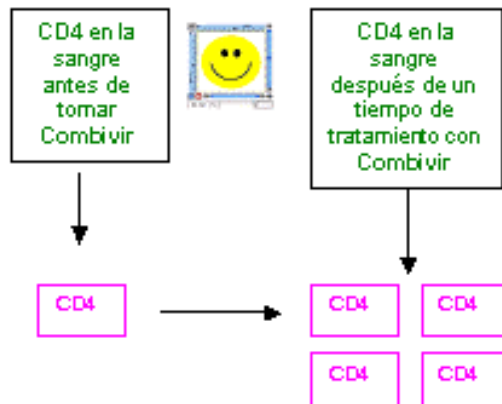 CD4 en la
sangre
antes de
tomar
Combivir
CD4 en la
sangre
después de un
tiempo de
tratamiento con
Combivir
CD4
CD4
CD4
CD4
CD4